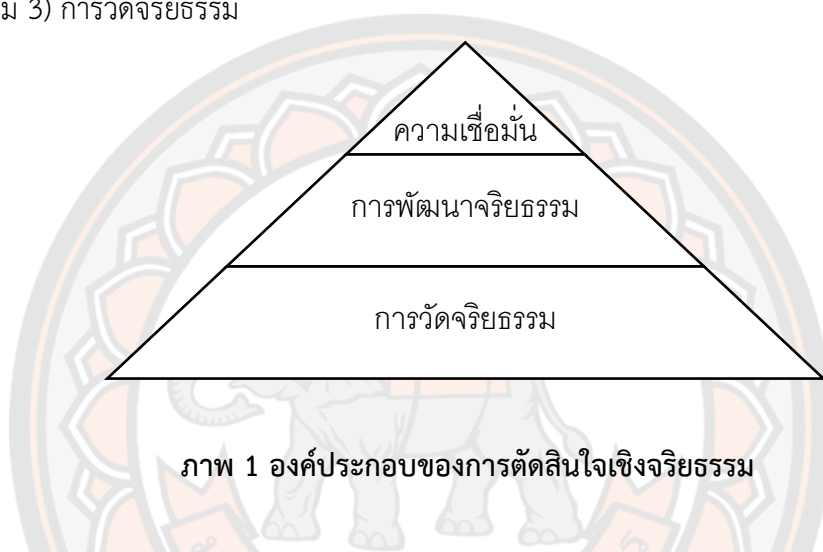 ม 3) การวัดจริยธรรม
ความเชื่อมั่น
การพัฒนาจริยธรรม
การวัดจริยธรรม
ภาพ 1 องค์ประกอบของการตัดสินใจเชิงจริยธรรม